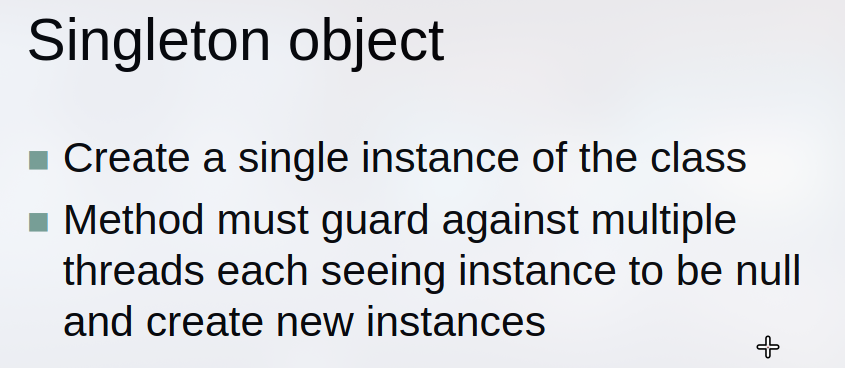 Singleton object
Create a single instance of the class
Method must guard against multiple
threads each seeing instance to be null
and create new instances